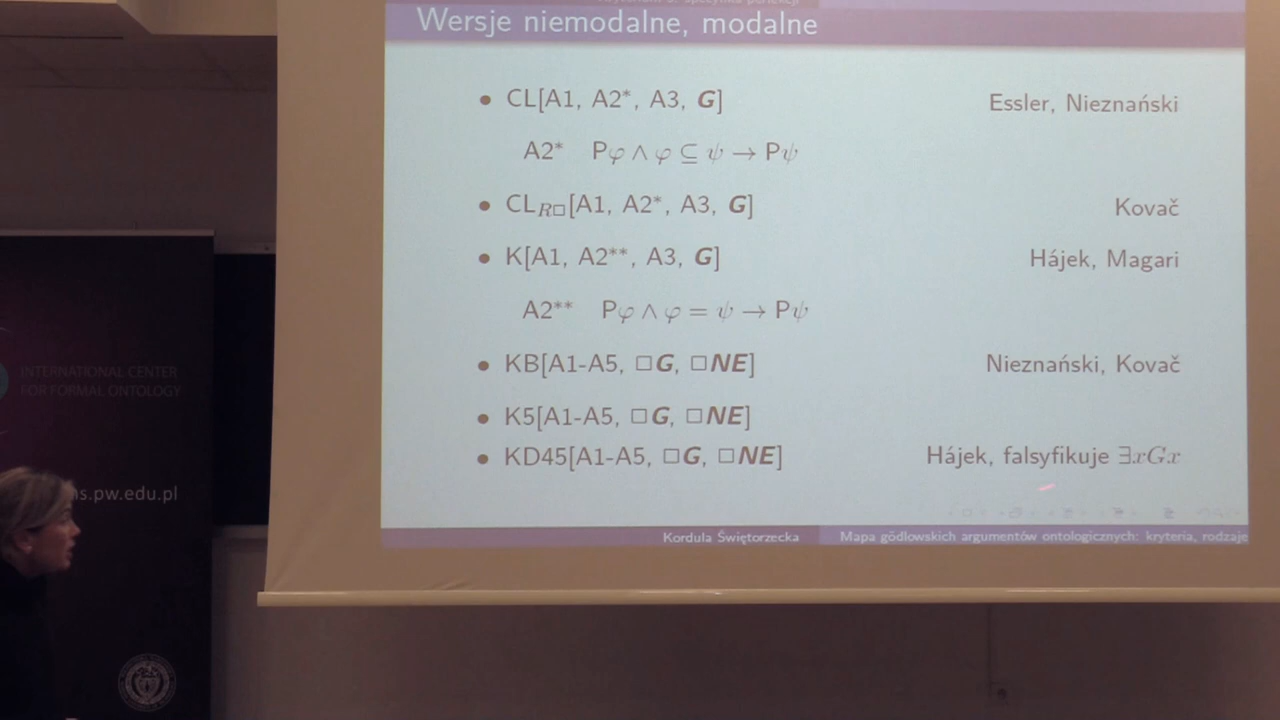 Wersje niemodalne, modalne
• CL[A1, A2*, A3, G] Essler, Nieznański
A2* Pφ ∧ φ ⊆ ψ → Pψ
• CL_R□[A1, A2*, A3, G] Kovač
• K[A1, A2**, A3, G] Hájek, Magari
A2** Pφ ∧ φ = ψ → Pψ
• KB[A1-A5, □G, □NE] Nieznański, Kovač
• K5[A1-A5, □G, □NE]
• KD45[A1-A5, □G, □NE] Hájek, falsyfikuje ∃xGx
Kordula Świętorzecka Mapa gödlowskich argumentów ontologicznych: kryteria, rodzaje
INTERNATIONAL CENTER
FOR FORMAL ONTOLOGY
s.pw.edu.pl